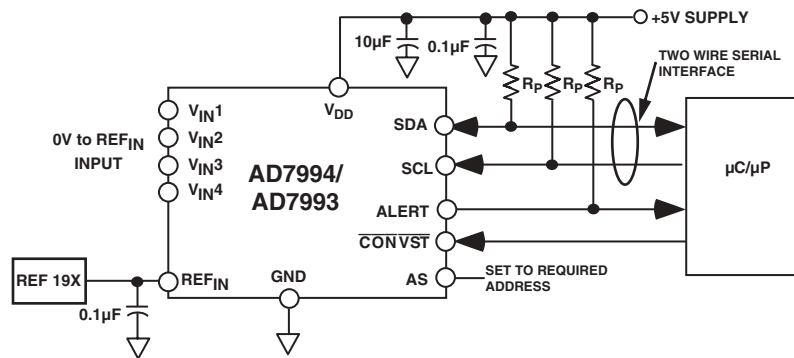 +5V SUPPLY
10µF
0.1µF
RP
RP
RP
TWO WIRE SERIAL
INTERFACE
VDD
VIN1
VIN2
VIN3
VIN4
0V to REFIN
INPUT
AD7994/
AD7993
SDA
SCL
ALERT
CONVST
AS
SET TO REQUIRED
ADDRESS
µC/µP
REF 19X
REFIN
GND
0.1µF